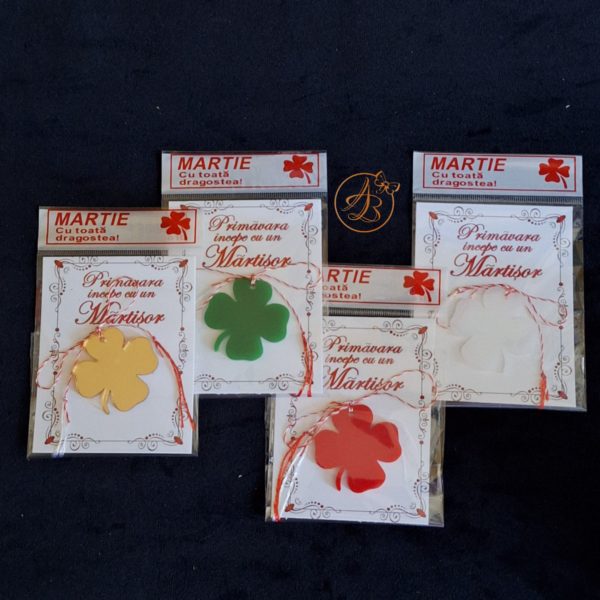 MARTIE
Cu toată
dragostea!
Primăvara
începe cu un
Mărțișor
MARTIE
Cu toată
dragostea!
Primăvara
începe cu un
Mărțișor
AB
MARTIE
Cu toată
dragostea!
Primăvara
începe cu un
Mărțișor
MARTIE
Cu toată
dragostea!
Primăvara
începe cu un
Mărțișor